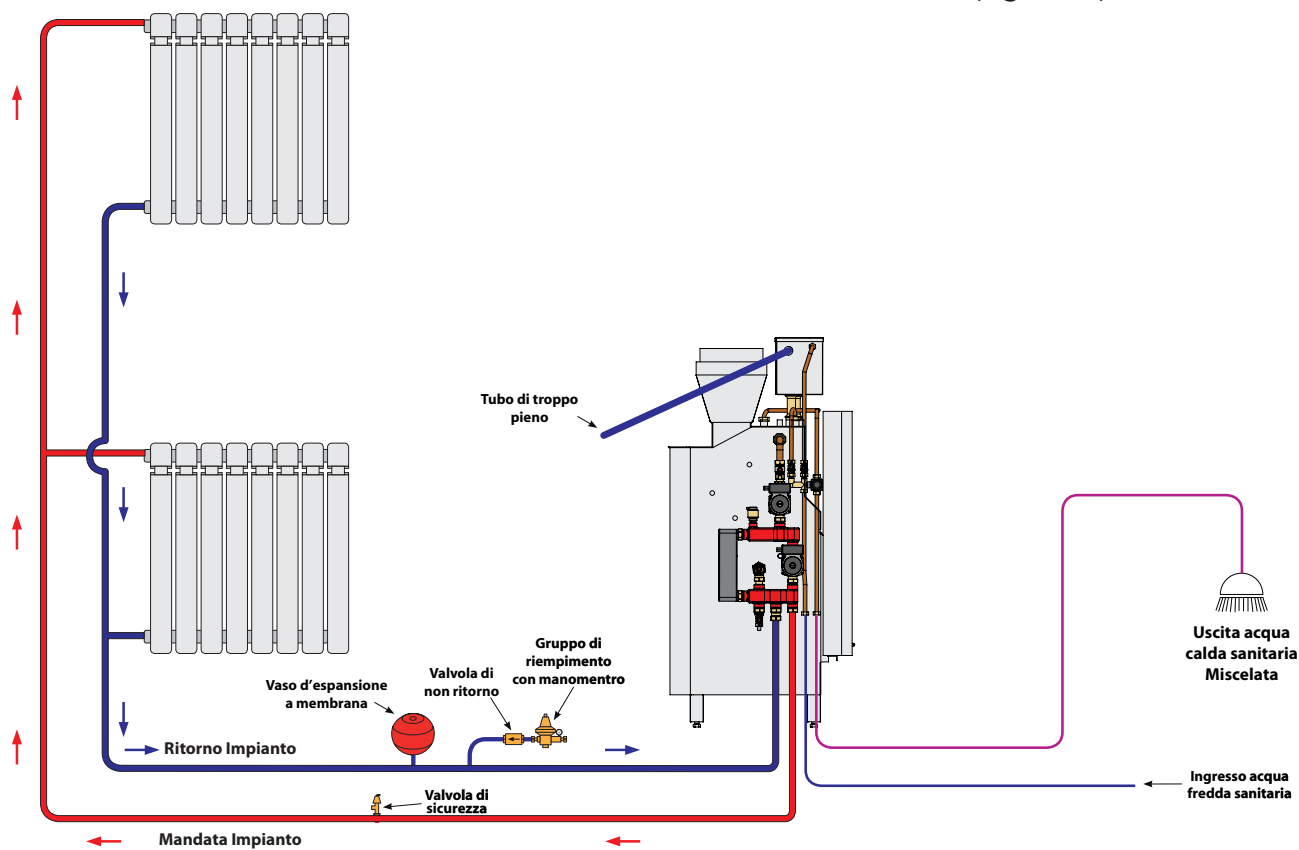 Tubo di troppo
pieno
Uscita acqua
calda sanitaria
Miscelata
Gruppo di
riempimento
con manomentro
Valvola di
non ritorno
Vaso d'espansione
a membrana
Ritorno Impianto
Ingresso acqua
fredda sanitaria
Valvola di
sicurezza
Mandata Impianto